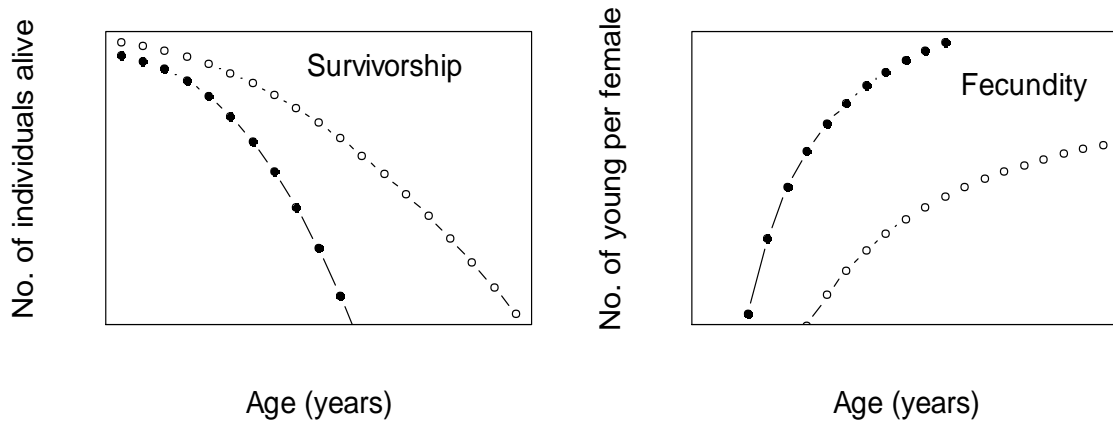 No. of individuals alive
Survivorship
Age (years)
No. of young per female
Fecundity
Age (years)